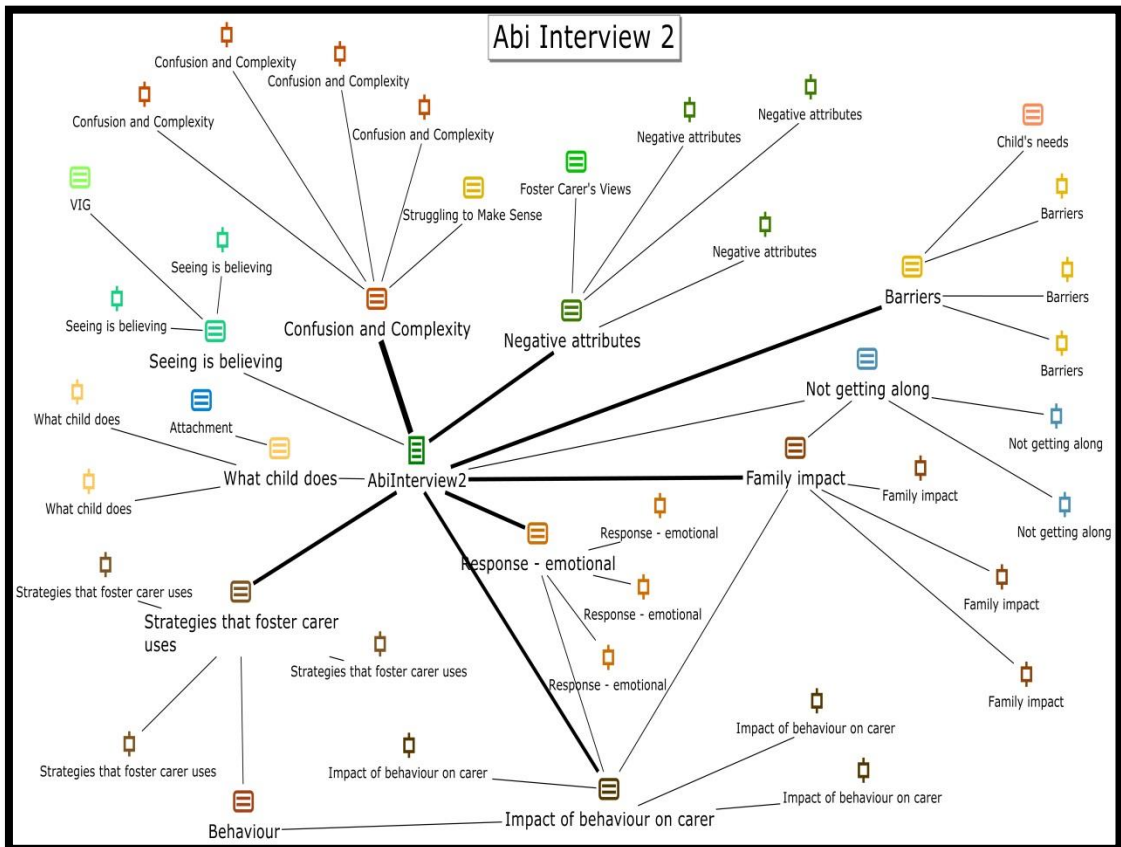 Abi Interview 2
Confusion and Complexity
Confusion and Complexity
Confusion and Complexity
Confusion and Complexity
Negative attributes
Negative attributes
Child's needs
VIG
Foster Carer's Views
Struggling to Make Sense
Barriers
Seeing is believing
Negative attributes
Seeing is believing
Barriers
Barriers
Confusion and Complexity
Negative attributes
Seeing is believing
Barriers
Not getting along
What child does
Attachment
Not getting along
What child does
AbiInterview2
Family impact
Family impact
What child does
Response - emotional
Not getting along
Response - emotional
Strategies that foster carer uses
Family impact
Response - emotional
Strategies that foster carer
uses
Strategies that foster carer uses
Response - emotional
Family impact
Impact of behaviour on carer
Strategies that foster carer uses
Impact of behaviour on carer
Impact of behaviour on carer
Impact of behaviour on carer
Behaviour